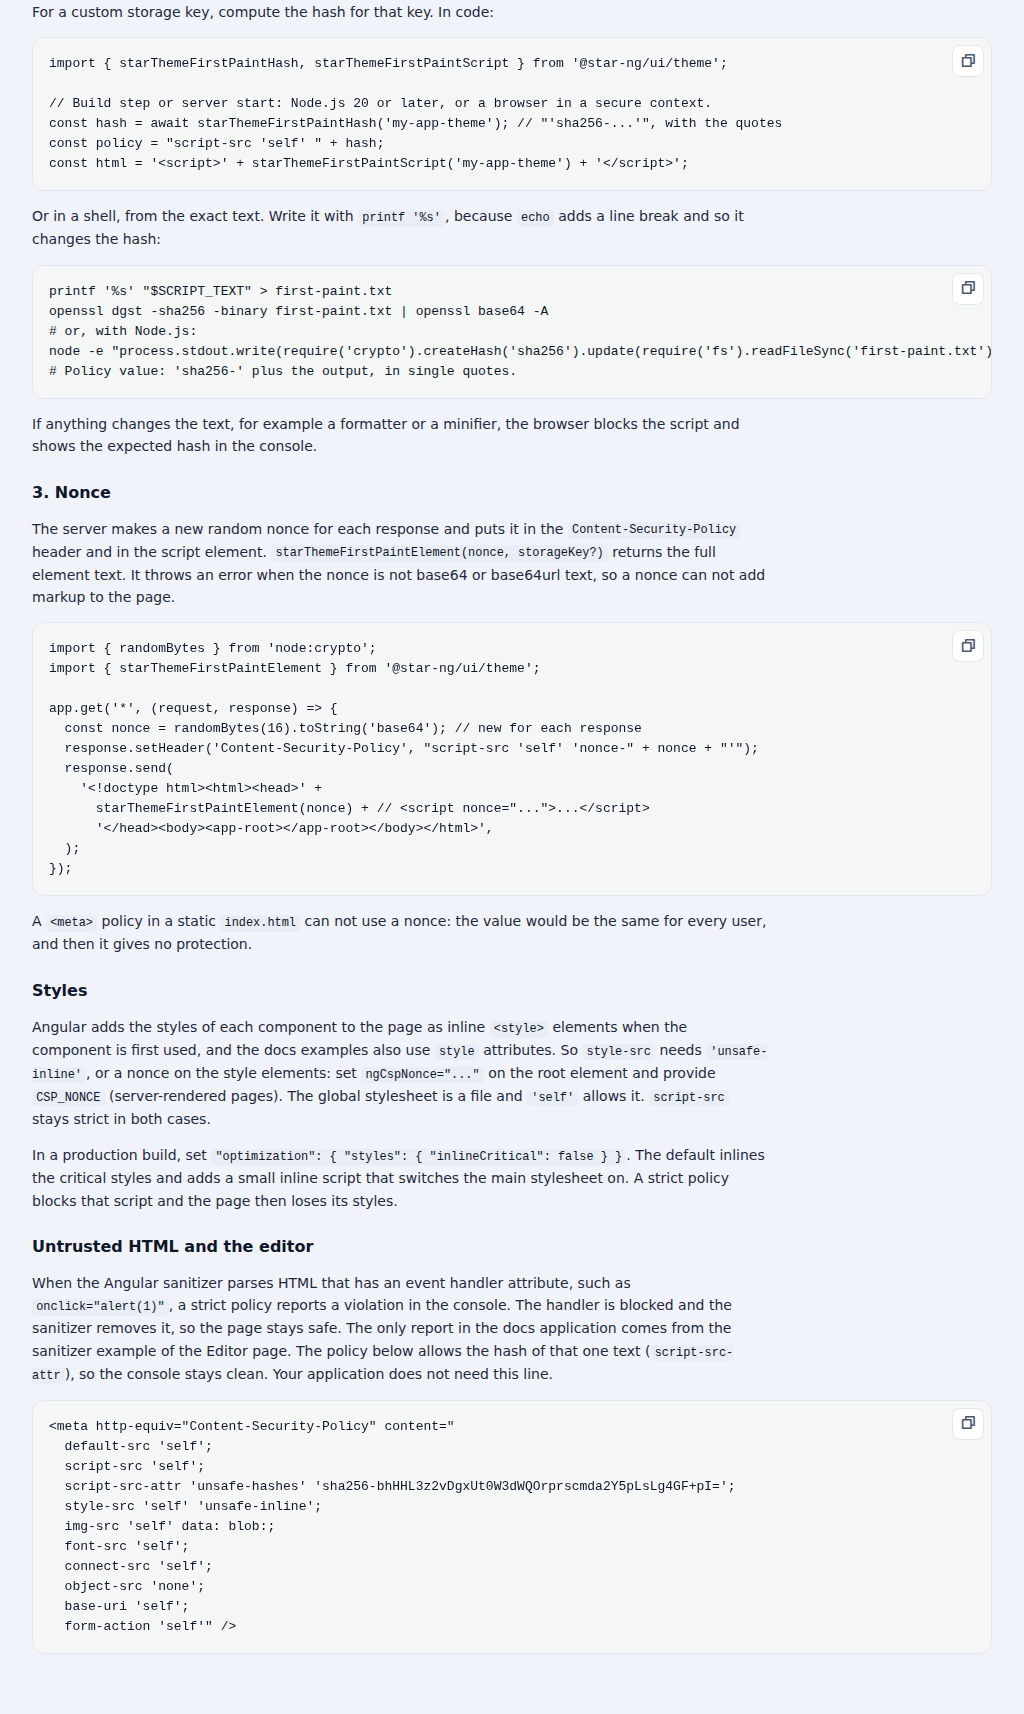 For a custom storage key, compute the hash for that key. In code:
import { starThemeFirstPaintHash, starThemeFirstPaintScript } from '@star-ng/ui/theme';
// Build step or server start: Node.js 20 or later, or a browser in a secure context.
const hash = await starThemeFirstPaintHash('my-app-theme'); // "'sha256-...'", with the quotes
const policy = "script-src 'self' " + hash;
const html = '<script>' + starThemeFirstPaintScript('my-app-theme') + '</script>';
Or in a shell, from the exact text. Write it with printf '%s', because echo adds a line break and so it
changes the hash:
printf '%s' "$SCRIPT_TEXT" > first-paint.txt
openssl dgst -sha256 -binary first-paint.txt | openssl base64 -A
# or, with Node.js:
node -e "process.stdout.write(require('crypto').createHash('sha256').update(require('fs').readFileSync('first-paint.txt')
# Policy value: 'sha256-' plus the output, in single quotes.
If anything changes the text, for example a formatter or a minifier, the browser blocks the script and
shows the expected hash in the console.
3. Nonce
The server makes a new random nonce for each response and puts it in the Content-Security-Policy
header and in the script element. starThemeFirstPaintElement(nonce, storageKey?) returns the full
element text. It throws an error when the nonce is not base64 or base64url text, so a nonce can not add
markup to the page.
import { randomBytes } from 'node:crypto';
import { starThemeFirstPaintElement } from '@star-ng/ui/theme';
app.get('*', (request, response) => {
  const nonce = randomBytes(16).toString('base64'); // new for each response
  response.setHeader('Content-Security-Policy', "script-src 'self' 'nonce-" + nonce + "'");
  response.send(
    '<!doctype html><html><head>' +
      starThemeFirstPaintElement(nonce) + // <script nonce="...">...</script>
      '</head><body><app-root></app-root></body></html>',
  );
});
A <meta> policy in a static index.html can not use a nonce: the value would be the same for every user,
and then it gives no protection.
Styles
Angular adds the styles of each component to the page as inline <style> elements when the
component is first used, and the docs examples also use style attributes. So style-src needs 'unsafe-
inline', or a nonce on the style elements: set ngCspNonce="..." on the root element and provide
CSP_NONCE (server-rendered pages). The global stylesheet is a file and 'self' allows it. script-src
stays strict in both cases.
In a production build, set "optimization": { "styles": { "inlineCritical": false } }. The default inlines
the critical styles and adds a small inline script that switches the main stylesheet on. A strict policy
blocks that script and the page then loses its styles.
Untrusted HTML and the editor
When the Angular sanitizer parses HTML that has an event handler attribute, such as
onclick="alert(1)", a strict policy reports a violation in the console. The handler is blocked and the
sanitizer removes it, so the page stays safe. The only report in the docs application comes from the
sanitizer example of the Editor page. The policy below allows the hash of that one text (script-src-
attr), so the console stays clean. Your application does not need this line.
<meta http-equiv="Content-Security-Policy" content="
  default-src 'self';
  script-src 'self';
  script-src-attr 'unsafe-hashes' 'sha256-bhHHL3z2vDgxUt0W3dWQOrprscmda2Y5pLsLg4GF+pI=';
  style-src 'self' 'unsafe-inline';
  img-src 'self' data: blob:;
  font-src 'self';
  connect-src 'self';
  object-src 'none';
  base-uri 'self';
  form-action 'self'" />